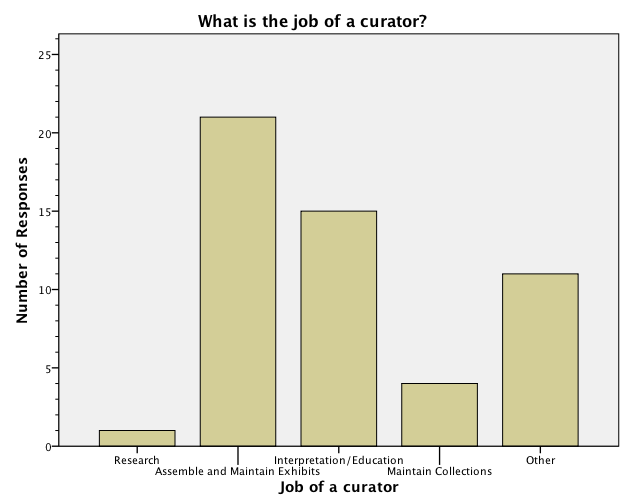 What is the job of a curator?
Number of Responses
25
20
15
10
5
0
Research
Assemble and Maintain Exhibits
Interpretation/Education
Maintain Collections
Other
Job of a curator